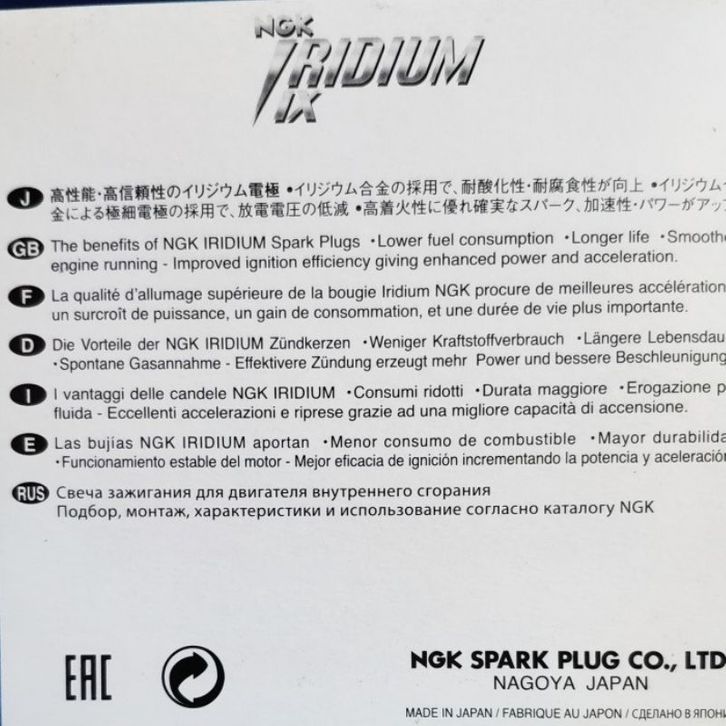 NGK
IRIDIUM
IX
J 高性能・高信頼性のイリジウム電極 •イリジウム合金の採用で、耐酸化性・耐腐食性が向上 •イリジウム
金による極細電極の採用で、放電電圧の低減 •高着火性に優れ確実なスパーク、加速性・パワーがアップ
GB The benefits of NGK IRIDIUM Spark Plugs ・Lower fuel consumption ・Longer life ・Smoothe
engine running - Improved ignition efficiency giving enhanced power and acceleration.
F La qualité d'allumage supérieure de la bougie Iridium NGK procure de meilleures accélération
un surcroît de puissance, un gain de consommation, et une durée de vie plus importante.
D Die Vorteile der NGK IRIDIUM Zündkerzen ・Weniger Kraftstoffverbrauch ・Längere Lebensdau
・Spontane Gasannahme - Effektivere Zündung erzeugt mehr Power und bessere Beschleunigung
I I vantaggi delle candele NGK IRIDIUM ・Consumi ridotti ・Durata maggiore ・Erogazione p
fluida - Eccellenti accelerazioni e riprese grazie ad una migliore capacità di accensione.
E Las bujías NGK IRIDIUM aportan ・Menor consumo de combustible ・Mayor durabilida
・Funcionamiento estable del motor - Mejor eficacia de ignición incrementando la potencia y aceleración
RUS Свеча зажигания для двигателя внутреннего сгорания
Подбор, монтаж, характеристики и использование согласно каталогу NGK
EAC
NGK SPARK PLUG CO., LTD
NAGOYA JAPAN
MADE IN JAPAN / FABRIQUE AU JAPON / СДЕЛАНО В ЯПОНИ